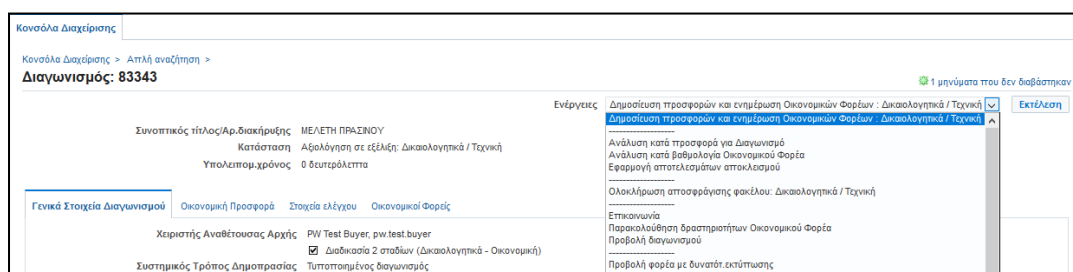 Κονσόλα Διαχείρισης
Κονσόλα Διαχείρισης > Απλή αναζήτηση >
Διαγωνισμός: 83343
1 μηνύματα που δεν διαβάστηκαν
Ενέργειες Δημοσίευση προσφορών και ενημέρωση Οικονομικών Φορέων : Δικαιολογητικά / Τεχνική Εκτέλεση
Δημοσίευση προσφορών και ενημέρωση Οικονομικών Φορέων : Δικαιολογητικά / Τεχνική
--------------------
Ανάλυση κατά προσφορά για Διαγωνισμό
Ανάλυση κατά βαθμολογία Οικονομικού Φορέα
Εφαρμογή αποτελεσμάτων αποκλεισμού
--------------------
Ολοκλήρωση αποσφράγισης φακέλου: Δικαιολογητικά / Τεχνική
--------------------
Επικοινωνία
Παρακολούθηση δραστηριοτήτων Οικονομικού Φορέα
Προβολή διαγωνισμού
--------------------
Προβολή φορέα με δυνατότ.εκτύπωσης
Συνοπτικός τίτλος/Αρ.διακήρυξης ΜΕΛΕΤΗ ΠΡΑΣΙΝΟΥ
Κατάσταση Αξιολόγηση σε εξέλιξη: Δικαιολογητικά / Τεχνική
Υπολειπομ.χρόνος 0 δευτερόλεπτα
Γενικά Στοιχεία Διαγωνισμού Οικονομική Προσφορά Στοιχεία ελέγχου Οικονομικοί Φορείς
Χειριστής Αναθέτουσας Αρχής PW Test Buyer, pw.test.buyer
Διαδικασία 2 σταδίων (Δικαιολογητικά - Οικονομική)
Συστημικός Τρόπος Δημοπρασίας Τυποποιημένος διαγωνισμός